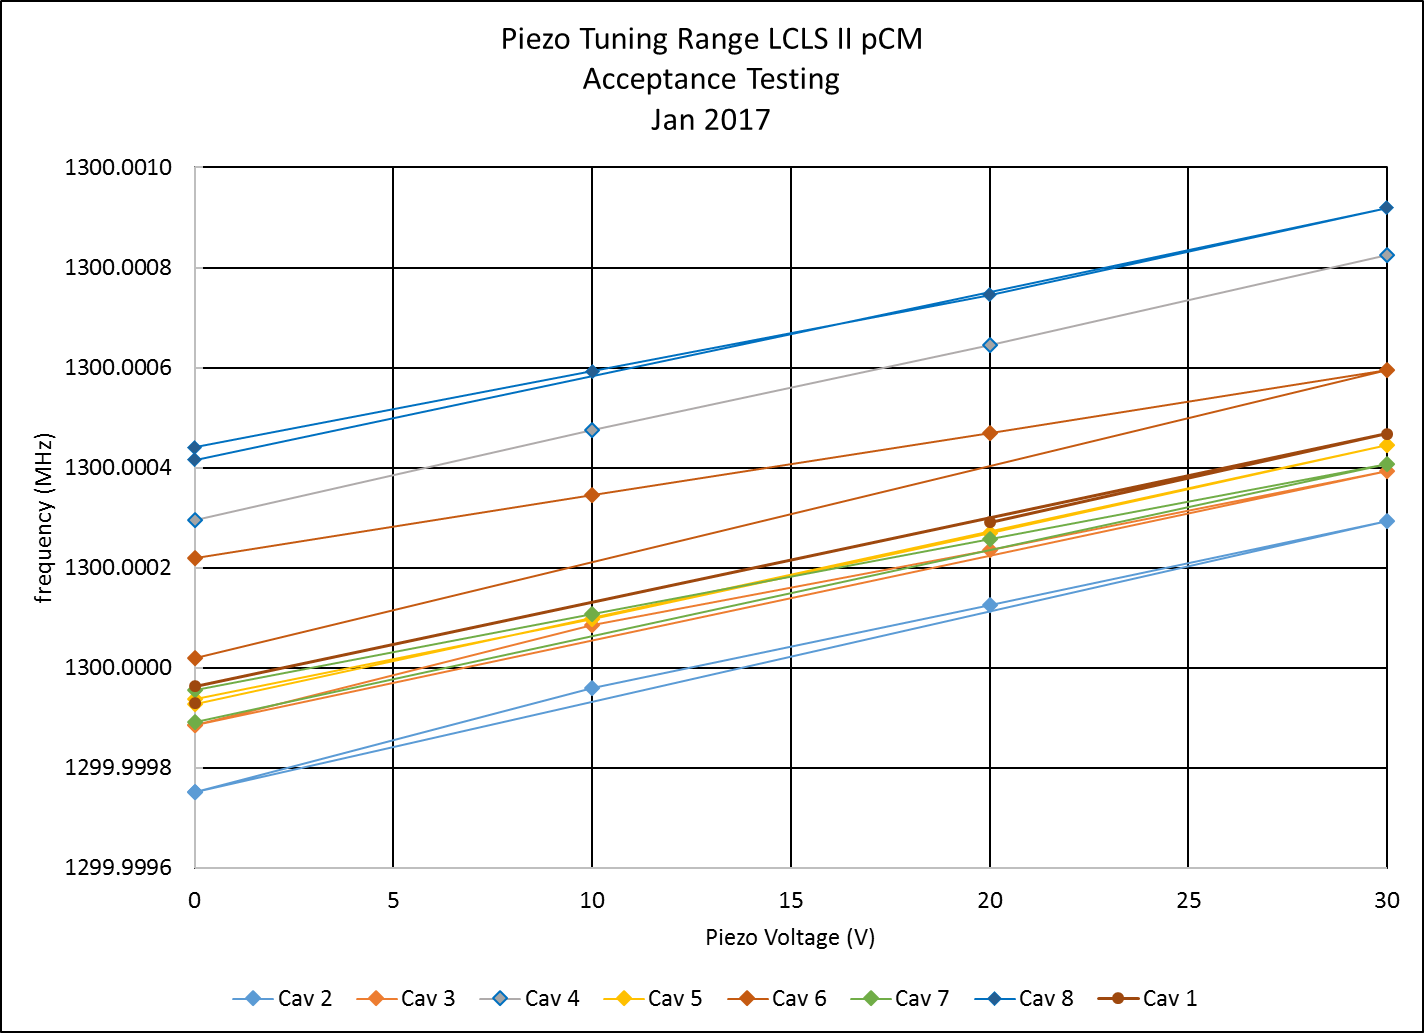 Piezo Tuning Range LCLS II pCM
Acceptance Testing
Jan 2017
1300.0010
1300.0008
1300.0006
1300.0004
1300.0002
1300.0000
1299.9998
1299.9996
frequency (MHz)
0 5 10 15 20 25 30
Piezo Voltage (V)
Cav 2 Cav 3 Cav 4 Cav 5 Cav 6 Cav 7 Cav 8 Cav 1